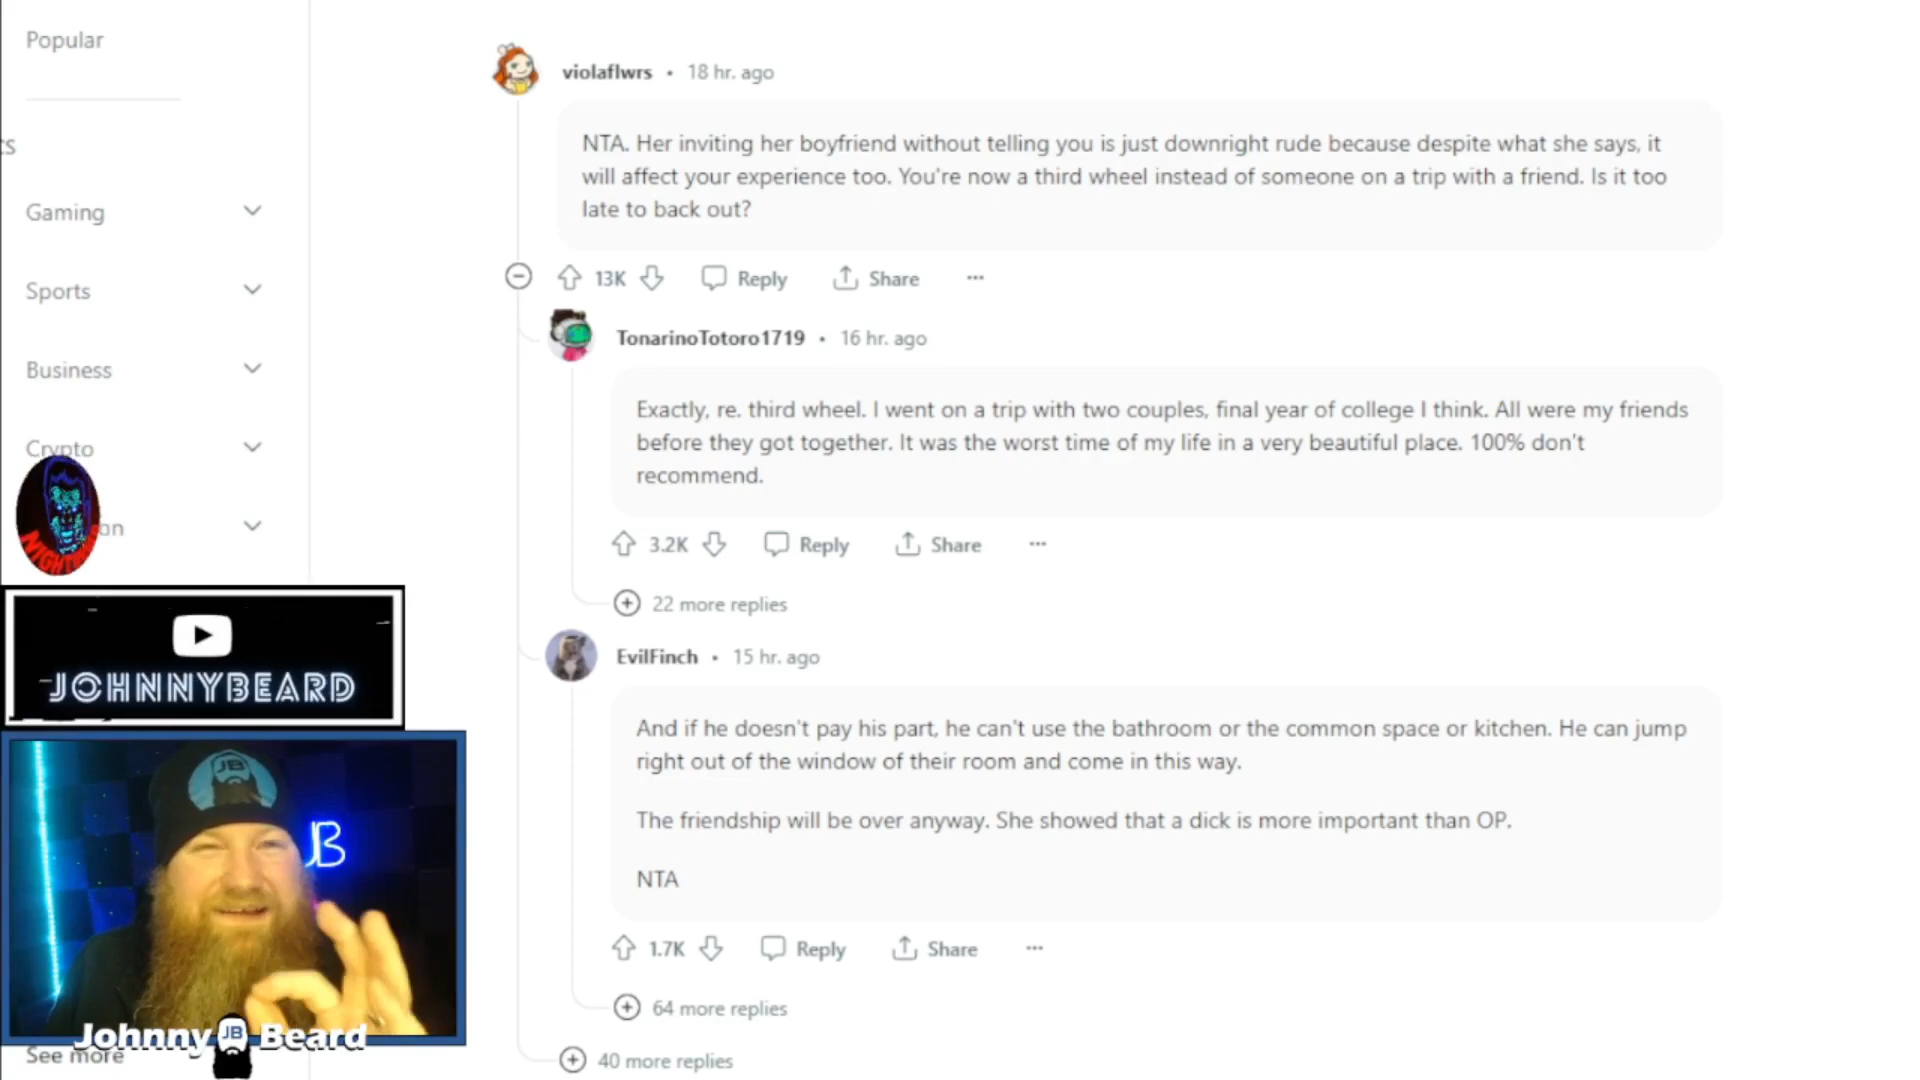 Popular
cs
Gaming
Sports
Business
Crypto
on
See more
violaflwrs • 18 hr. ago
NTA. Her inviting her boyfriend without telling you is just downright rude because despite what she says, it
will affect your experience too. You're now a third wheel instead of someone on a trip with a friend. Is it too
late to back out?
13K Reply Share ...
TonarinoTotoro1719 • 16 hr. ago
Exactly, re. third wheel. I went on a trip with two couples, final year of college I think. All were my friends
before they got together. It was the worst time of my life in a very beautiful place. 100% don't
recommend.
3.2K Reply Share ...
22 more replies
EvilFinch • 15 hr. ago
And if he doesn't pay his part, he can't use the bathroom or the common space or kitchen. He can jump
right out of the window of their room and come in this way.
The friendship will be over anyway. She showed that a dick is more important than OP.
NTA
1.7K Reply Share ...
64 more replies
40 more replies
JOHNNYBEARD
JB
JB
Johnny JB Beard